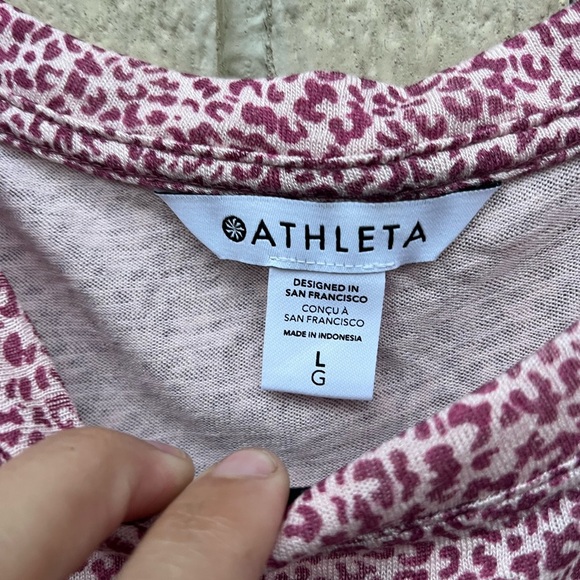 ATHLETA
DESIGNED IN
SAN FRANCISCO
CONÇU À
SAN FRANCISCO
MADE IN INDONESIA
L
G